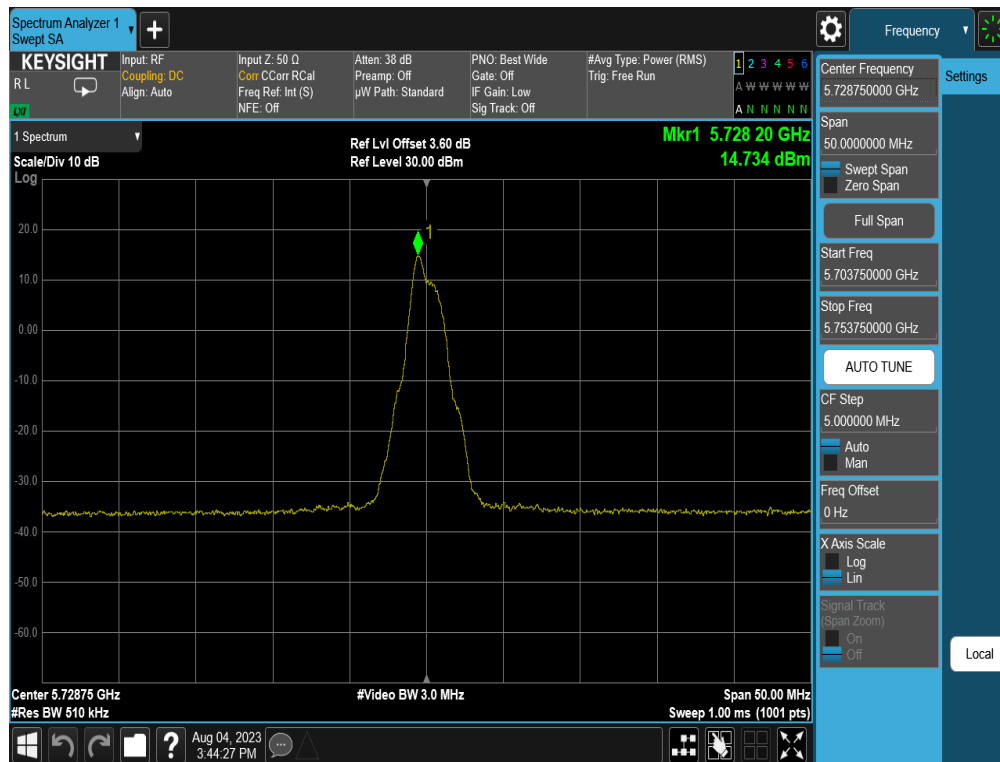 Spectrum Analyzer 1
Swept SA
+
Frequency
KEYSIGHT
R L
LXI
Input: RF
Coupling: DC
Align: Auto
Input Z: 50 Ω
Corr CCorr RCal
Freq Ref: Int (S)
NFE: Off
Atten: 38 dB
Preamp: Off
µW Path: Standard
PNO: Best Wide
Gate: Off
IF Gain: Low
Sig Track: Off
#Avg Type: Power (RMS)
Trig: Free Run
1 2 3 4 5 6
A W W W W W
A N N N N N
1 Spectrum
Scale/Div 10 dB
Log
Ref Lvl Offset 3.60 dB
Ref Level 30.00 dBm
Mkr1 5.728 20 GHz
14.734 dBm
1
20.0
10.0
0.00
-10.0
-20.0
-30.0
-40.0
-50.0
-60.0
Center 5.72875 GHz
#Res BW 510 kHz
#Video BW 3.0 MHz
Span 50.00 MHz
Sweep 1.00 ms (1001 pts)
?
Aug 04, 2023
3:44:27 PM
Center Frequency
5.728750000 GHz
Span
50.0000000 MHz
Swept Span
Zero Span
Full Span
Start Freq
5.703750000 GHz
Stop Freq
5.753750000 GHz
AUTO TUNE
CF Step
5.000000 MHz
Auto
Man
Freq Offset
0 Hz
X Axis Scale
Log
Lin
Signal Track
(Span Zoom)
On
Off
Settings
Local